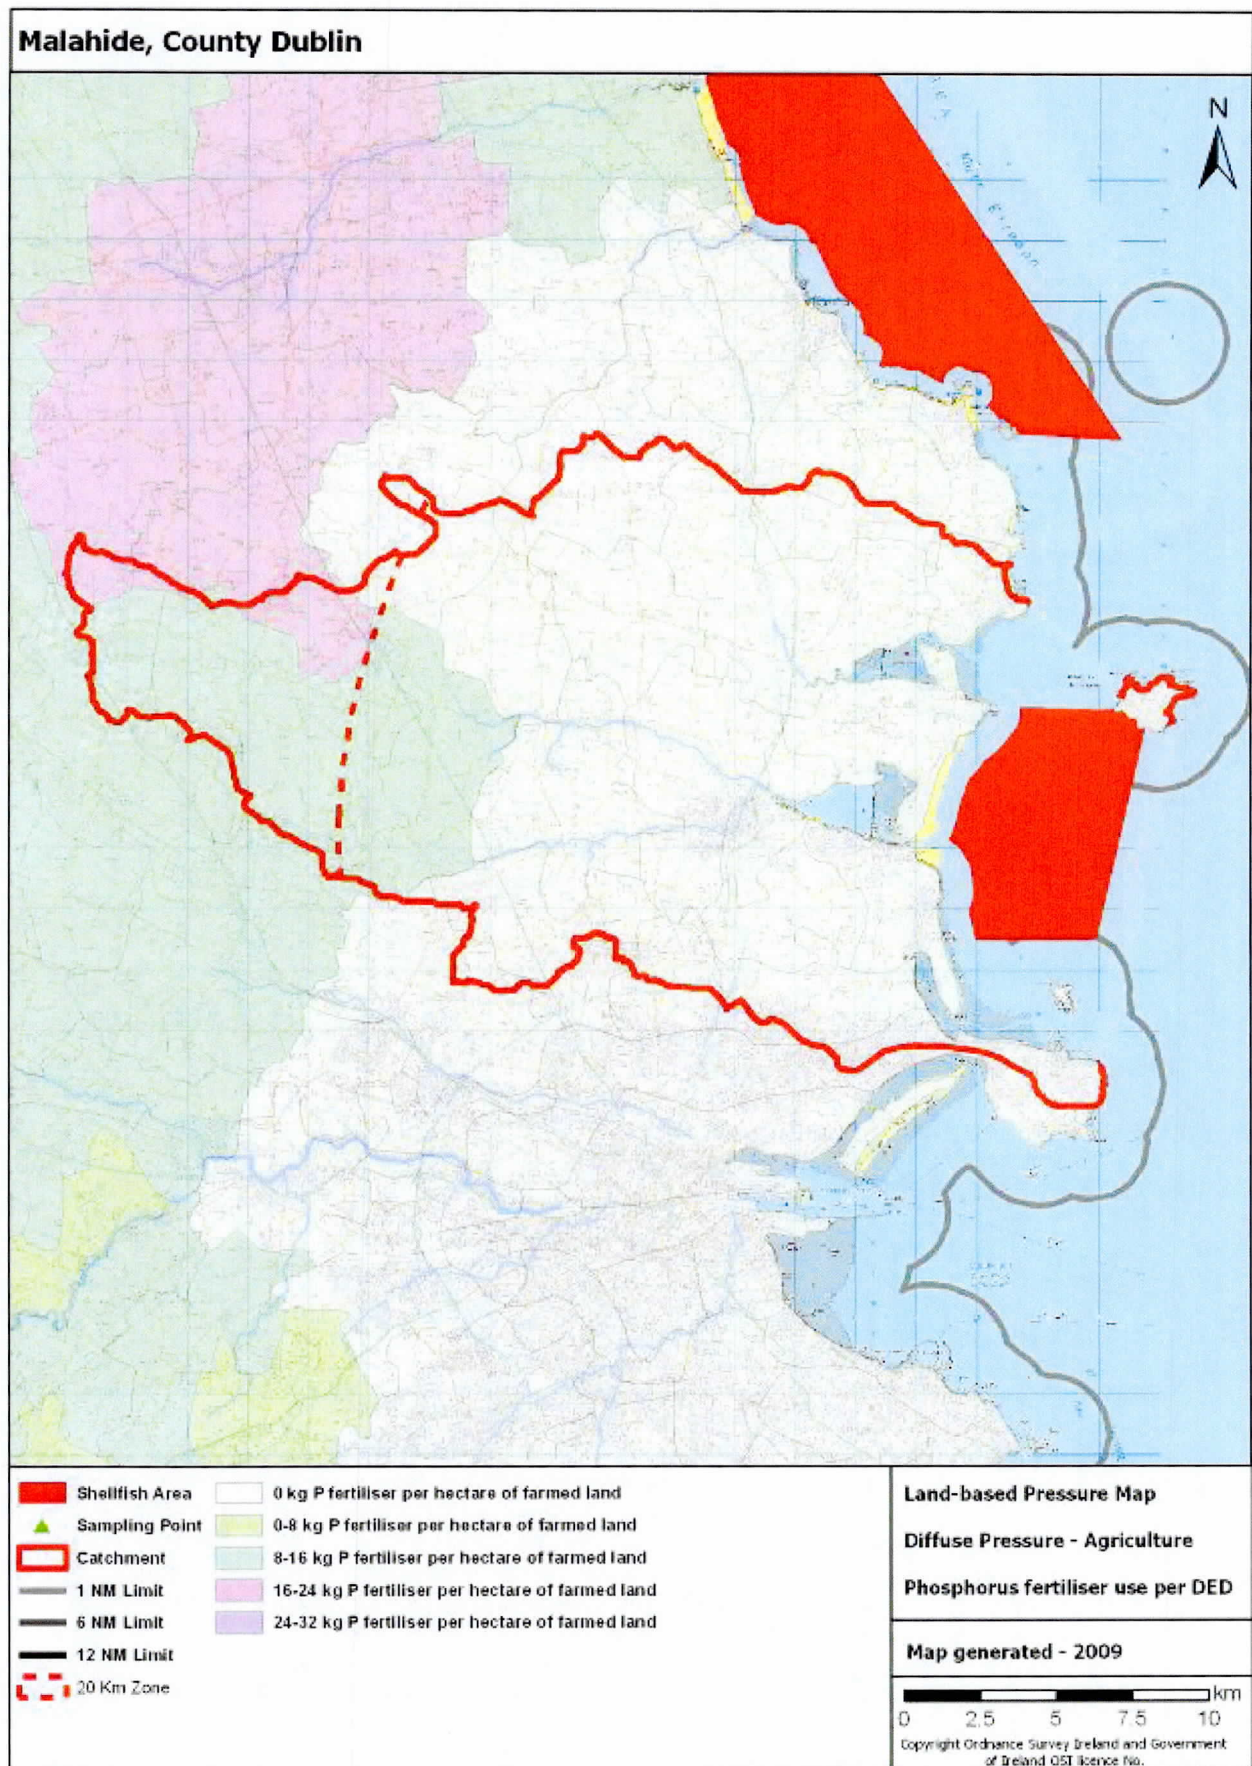 Malahide, County Dublin
N
Shellfish Area
Sampling Point
Catchment
1 NM Limit
6 NM Limit
12 NM Limit
20 Km Zone
0 kg P fertiliser per hectare of farmed land
0-8 kg P fertiliser per hectare of farmed land
8-16 kg P fertiliser per hectare of farmed land
16-24 kg P fertiliser per hectare of farmed land
24-32 kg P fertiliser per hectare of farmed land
Land-based Pressure Map
Diffuse Pressure - Agriculture
Phosphorus fertiliser use per DED
Map generated - 2009
km
0 2.5 5 7.5 10
Copyright Ordnance Survey Ireland and Government
of Ireland OSI licence No.